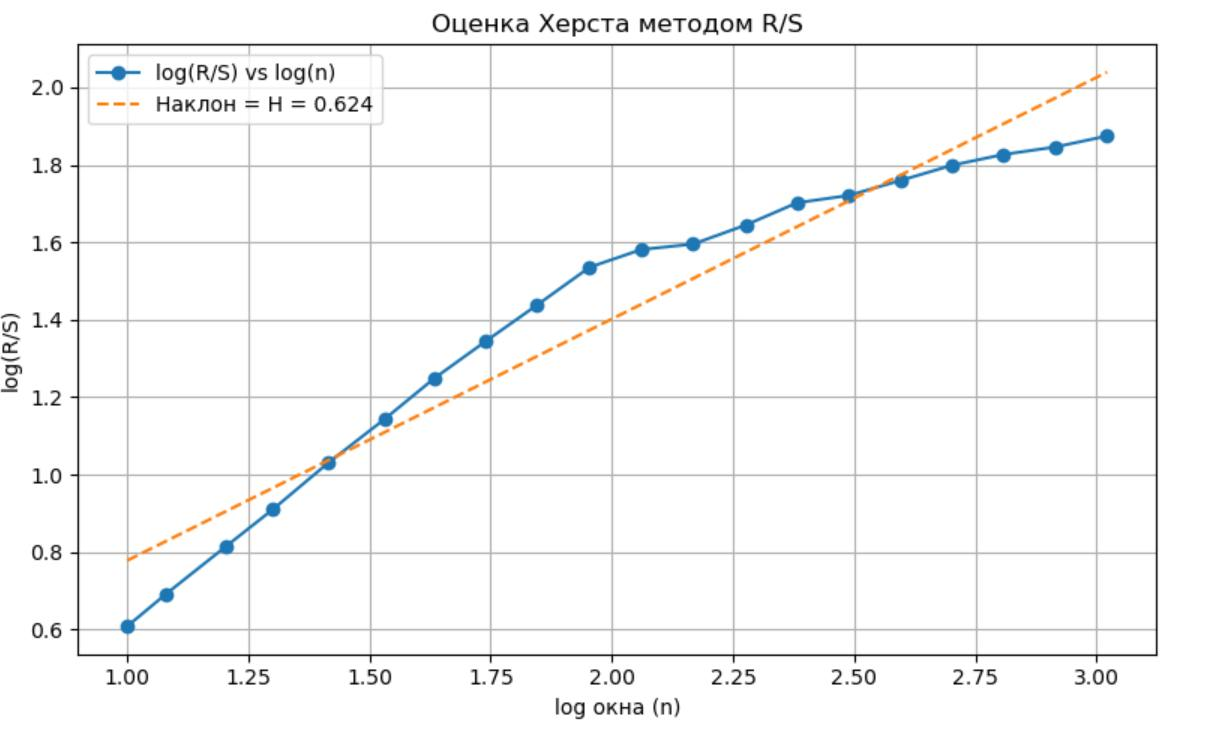 Оценка Херста методом R/S
log(R/S) vs log(n)
Наклон = H = 0.624
log(R/S)
2.0
1.8
1.6
1.4
1.2
1.0
0.8
0.6
1.00 1.25 1.50 1.75 2.00 2.25 2.50 2.75 3.00
log окна (n)